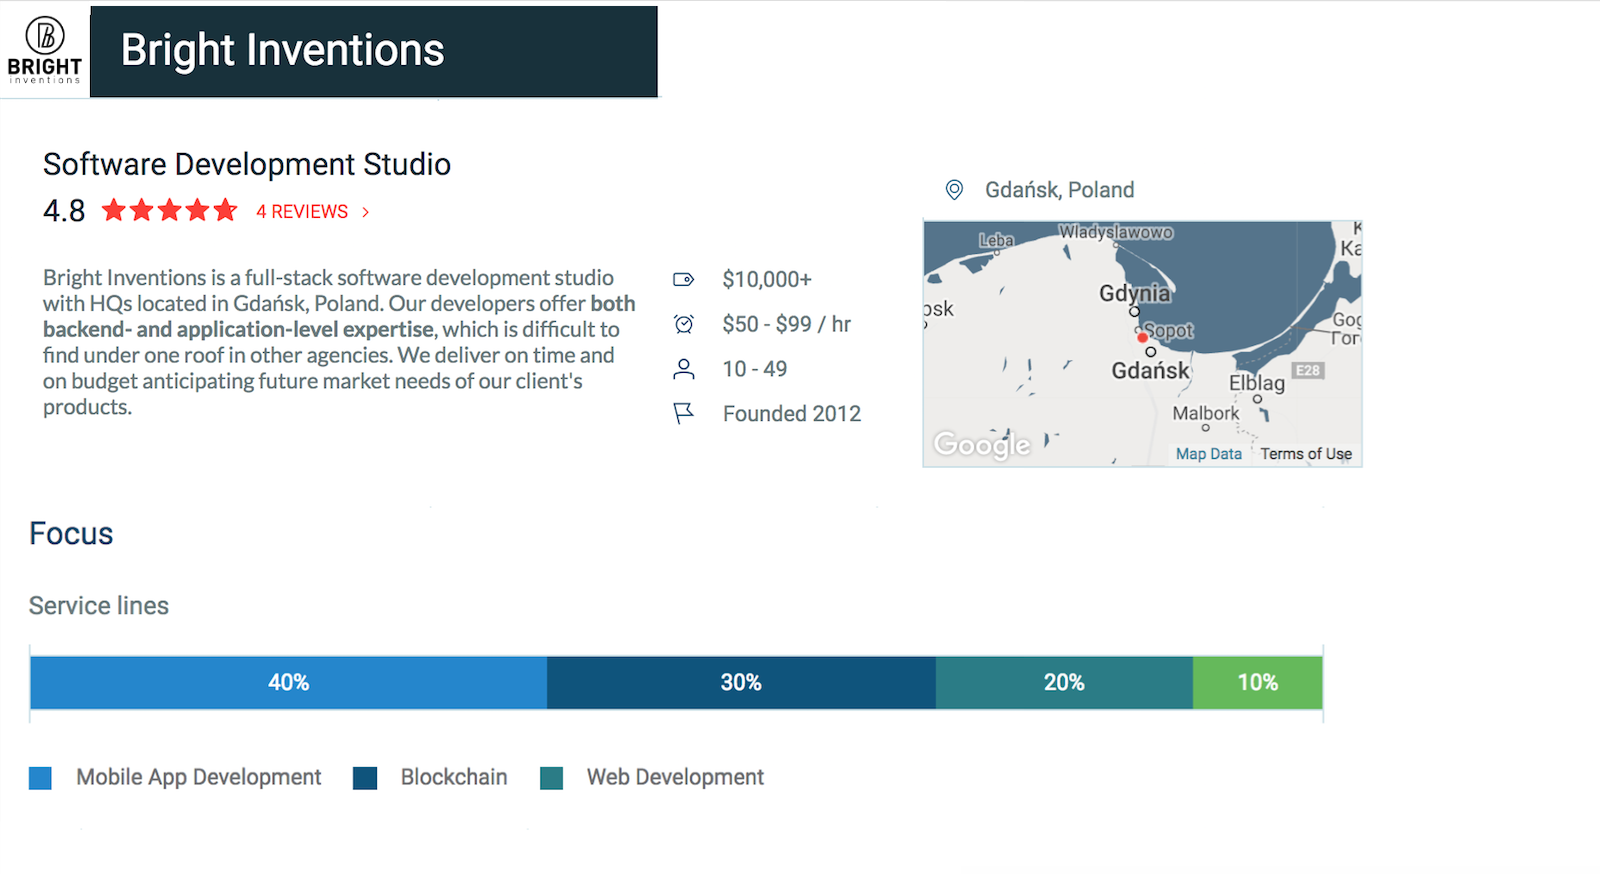 BRIGHT
inventions
Bright Inventions
Software Development Studio
4.8
4 REVIEWS >
Bright Inventions is a full-stack software development studio
with HQs located in Gdańsk, Poland. Our developers offer both
backend- and application-level expertise, which is difficult to
find under one roof in other agencies. We deliver on time and
on budget anticipating future market needs of our client's
products.
$10,000+
$50 - $99 / hr
10 - 49
Founded 2012
Gdańsk, Poland
Leba
Wladyslawowo
Gdynia
Sopot
Gdańsk
Elblag
E28
Malbork
Google
Map Data
Terms of Use
Focus
Service lines
40%
30%
20%
10%
Mobile App Development
Blockchain
Web Development